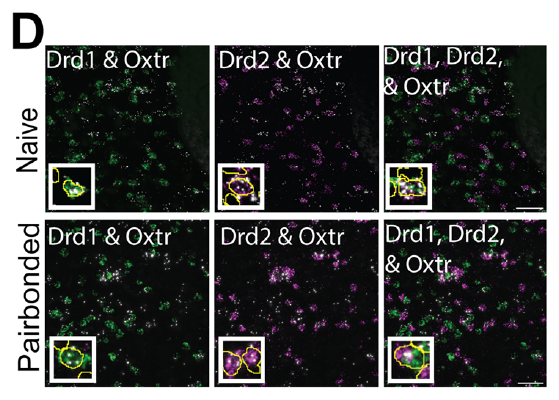 D
Naive
Drd1 & Oxtr
Drd2 & Oxtr
Drd1, Drd2,
& Oxtr
Pairbonded
Drd1 & Oxtr
Drd2 & Oxtr
Drd1, Drd2,
& Oxtr